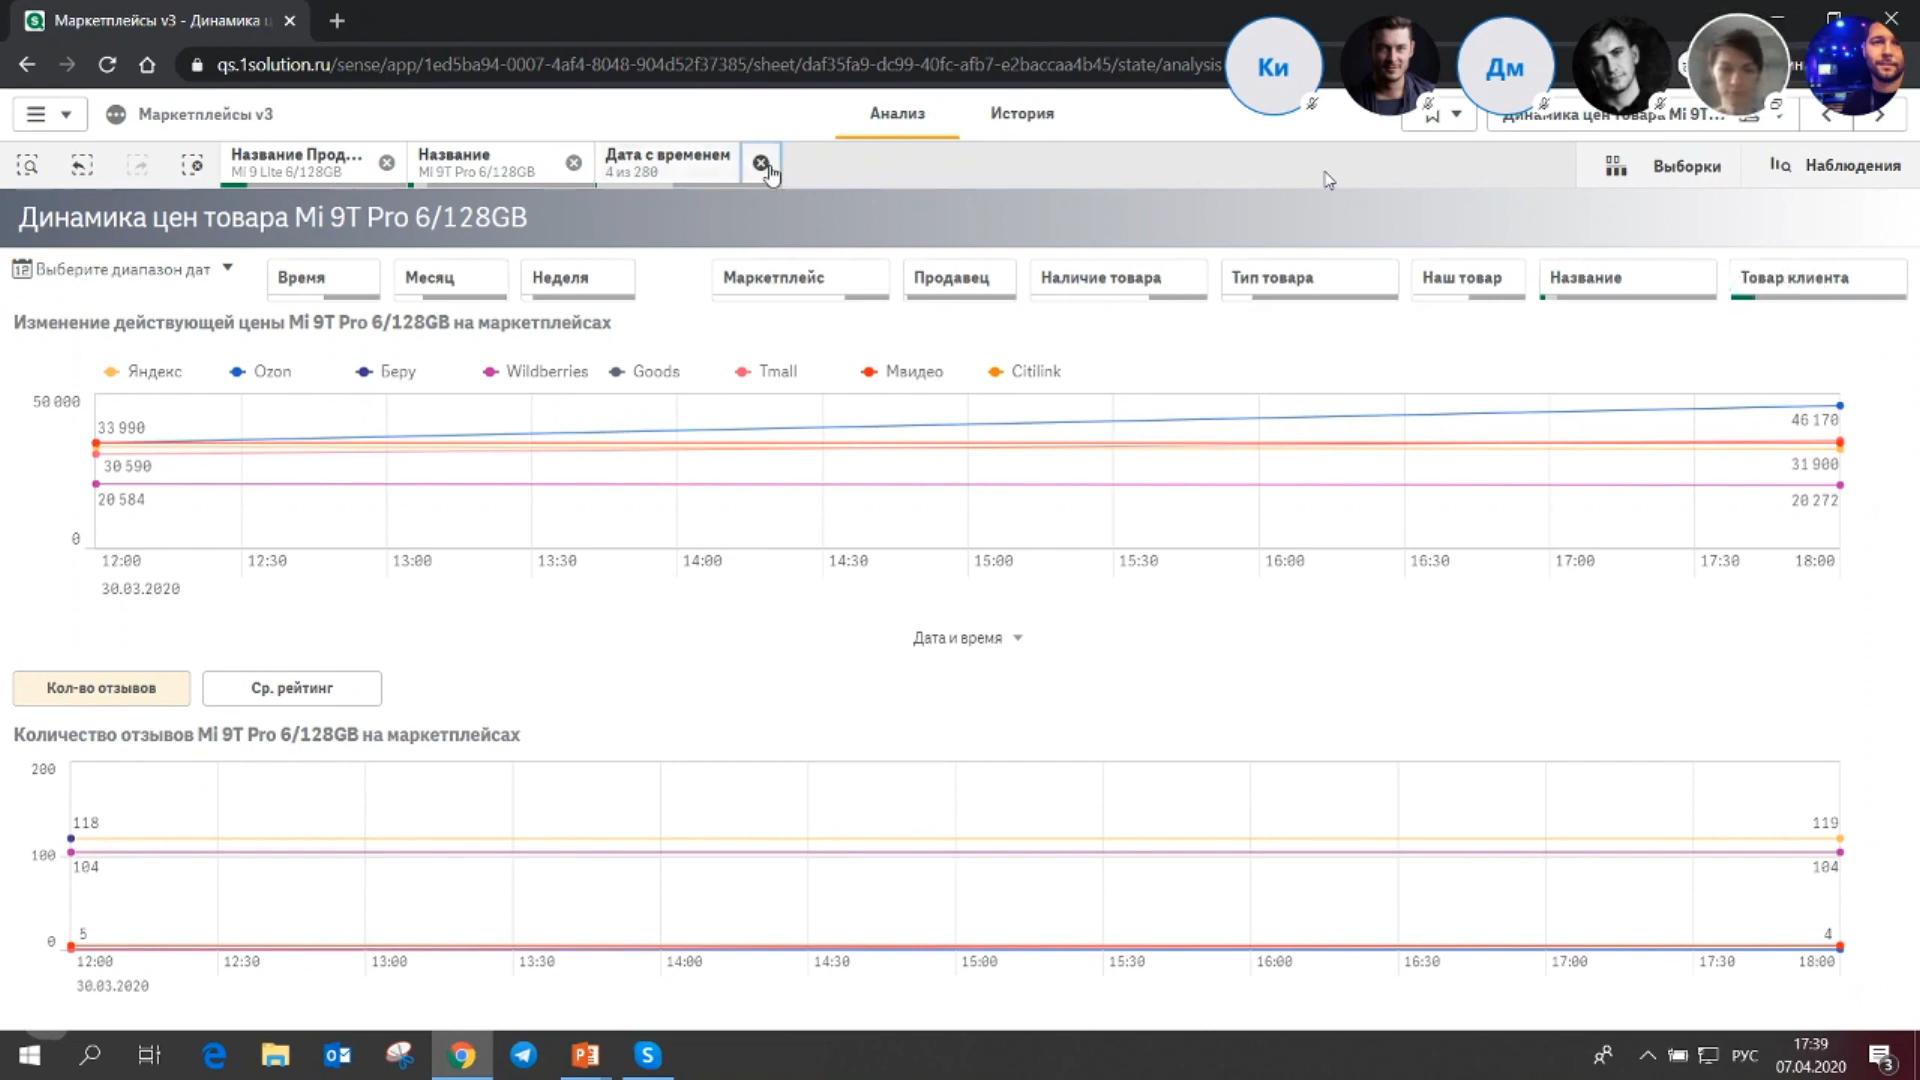 Маркетплейсы v3 - Динамика ц
qs.1solution.ru/sense/app/1ed5ba94-0007-4af4-8048-904d52f37385/sheet/daf35fa9-dc99-40fc-afb7-e2baccaa4b45/state/analysis
Ки
Дм
Маркетплейсы v3
Анализ
История
Динамика цен товара Mi 9T...
Название Прод...
Mi 9 Lite 6/128GB
Название
Mi 9T Pro 6/128GB
Дата с временем
4 из 280
Выборки
Наблюдения
Динамика цен товара Mi 9T Pro 6/128GB
12
Выберите диапазон дат
Время
Месяц
Неделя
Маркетплейс
Продавец
Наличие товара
Тип товара
Наш товар
Название
Товар клиента
Изменение действующей цены Mi 9T Pro 6/128GB на маркетплейсах
Яндекс
Ozon
Беру
Wildberries
Goods
Tmall
Мвидео
Citilink
50 000
0
33 990
30 590
20 584
46 170
31 900
20 272
12:00 12:30 13:00 13:30 14:00 14:30 15:00 15:30 16:00 16:30 17:00 17:30 18:00
30.03.2020
Дата и время
Кол-во отзывов
Ср. рейтинг
Количество отзывов Mi 9T Pro 6/128GB на маркетплейсах
200
100
0
118
104
5
119
104
4
12:00 12:30 13:00 13:30 14:00 14:30 15:00 15:30 16:00 16:30 17:00 17:30 18:00
30.03.2020
РУС
17:39
07.04.2020
3